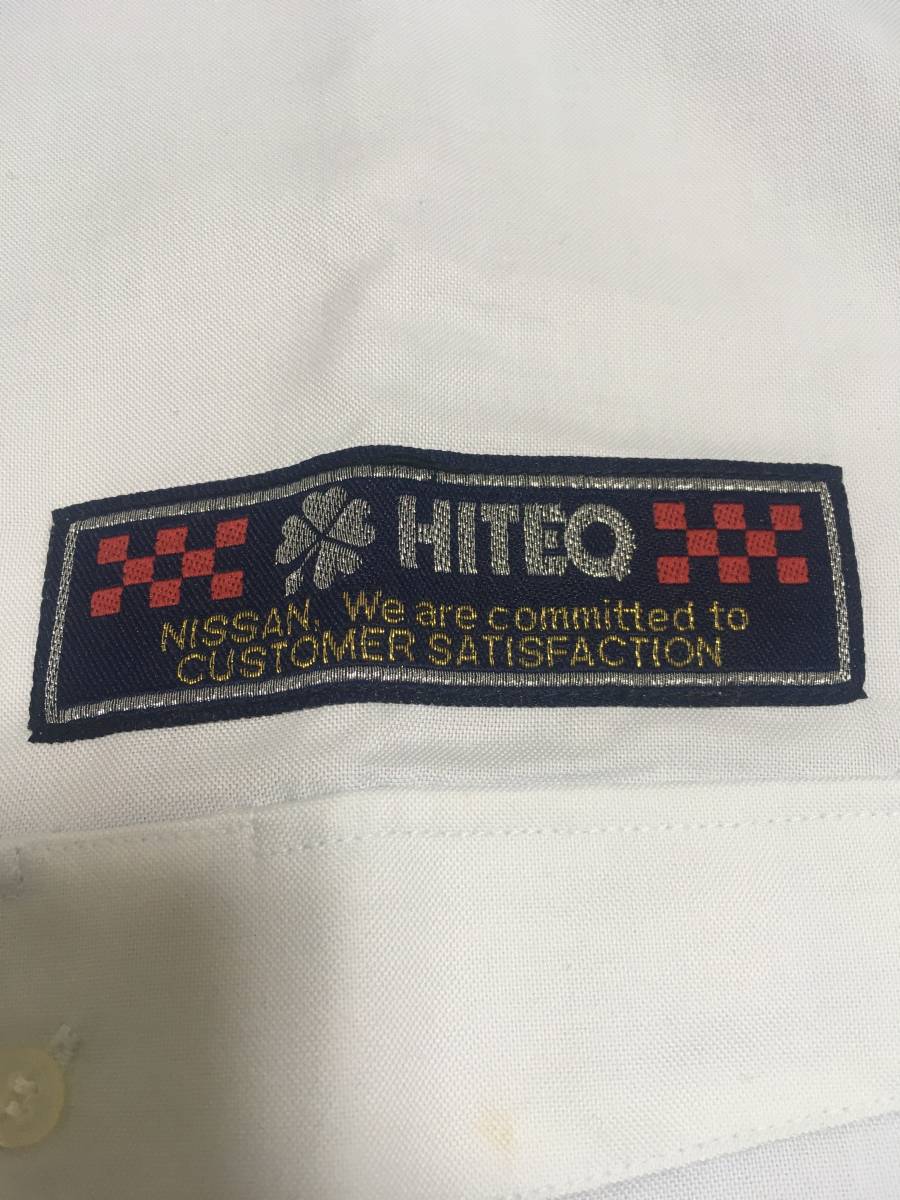 HITEQ
NISSAN, We are committed to
CUSTOMER SATISFACTION